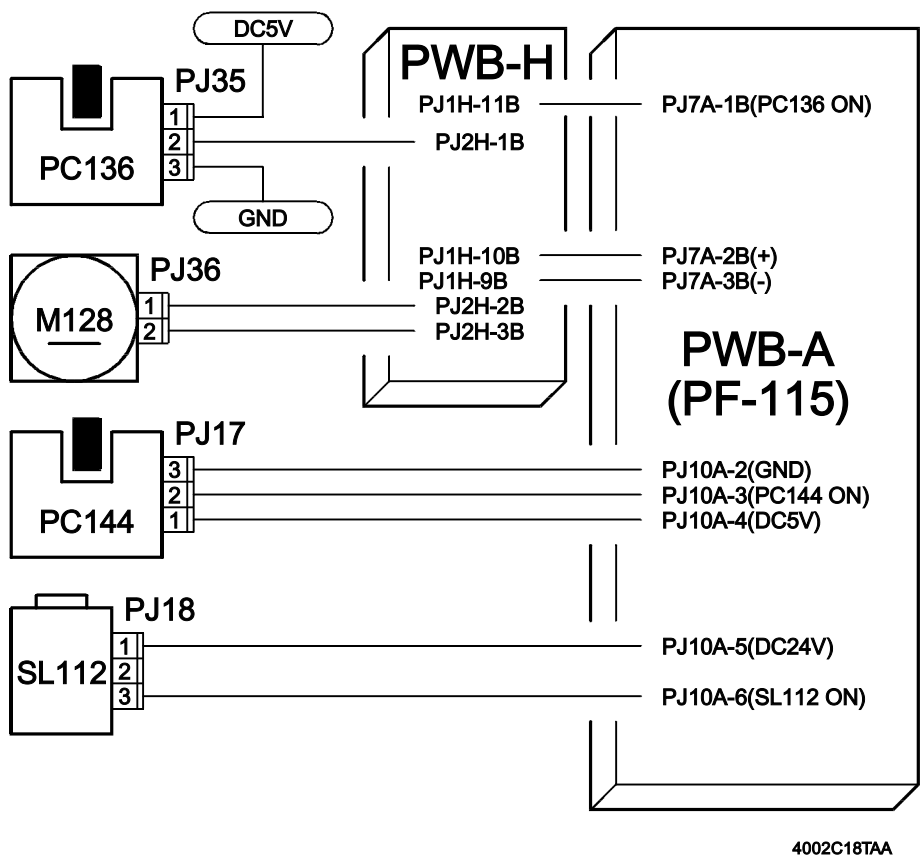 DC5V
PJ35
1
2
3
PC136
GND
PWB-H
PJ1H-11B
PJ2H-1B
PJ7A-1B(PC136 ON)
PJ36
1
2
M128
PJ1H-10B
PJ1H-9B
PJ2H-2B
PJ2H-3B
PJ7A-2B(+)
PJ7A-3B(-)
PWB-A
(PF-115)
PJ17
3
2
1
PC144
PJ10A-2(GND)
PJ10A-3(PC144 ON)
PJ10A-4(DC5V)
PJ18
1
2
3
SL112
PJ10A-5(DC24V)
PJ10A-6(SL112 ON)
4002C18TAA